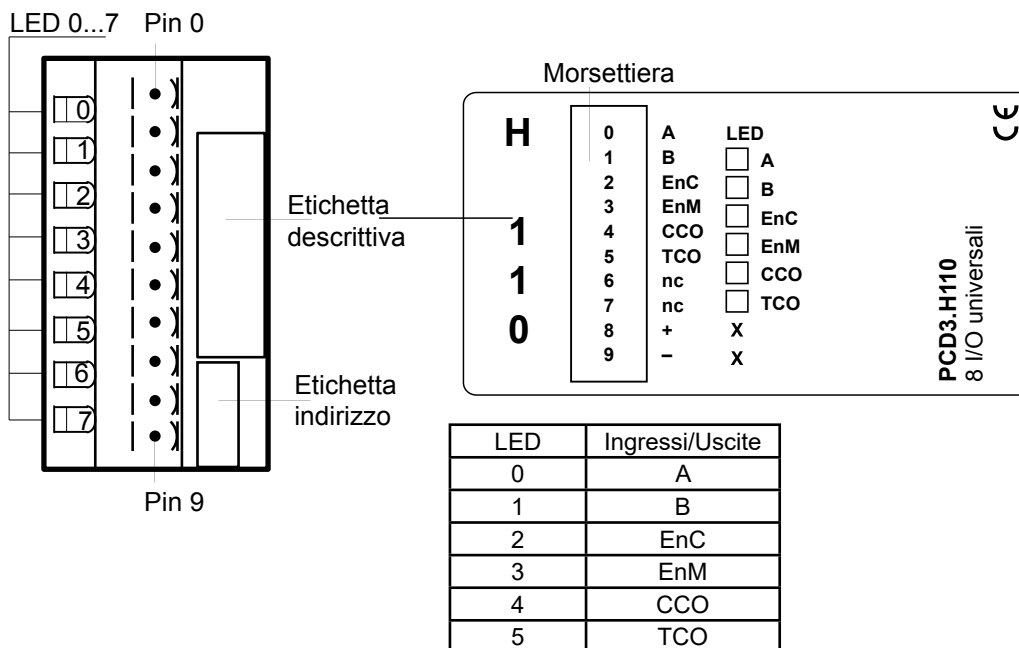 LED 0...7 Pin 0
0
1
2
3
4
5
6
7
Pin 9
Etichetta
descrittiva
Etichetta
indirizzo
Morsettiera
H
1
1
0
0 A LED
1 B A
2 EnC B
3 EnM EnC
4 CCO EnM
5 TCO CCO
6 nc TCO
7 nc
8 + X
9 – X
PCD3.H110
8 I/O universali
CE
LED Ingressi/Uscite
0 A
1 B
2 EnC
3 EnM
4 CCO
5 TCO